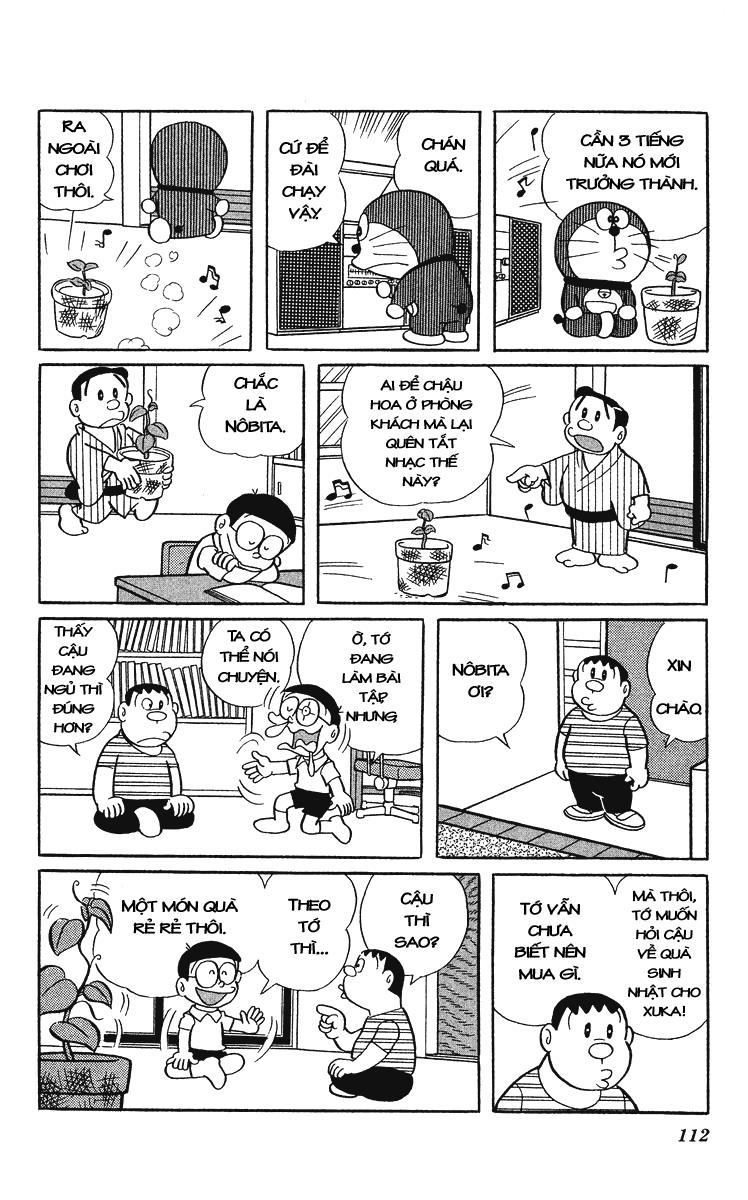 CẦN 3 TIẾNG
NỮA NÓ MỚI
TRƯỞNG THÀNH.
CHÁN
QUÁ.
CỨ ĐỂ
ĐÀI
CHẠY
VẬY.
RA
NGOÀI
CHƠI
THÔI.
AI ĐỂ CHẬU
HOA Ở PHÒNG
KHÁCH MÀ LẠI
QUÊN TẮT
NHẠC THẾ
NÀY?
CHẮC
LÀ
NÔBITA.
XIN
CHÀO.
NÔBITA
ƠI?
Ờ, TỚ
ĐANG
LÀM BÀI
TẬP
NHƯNG
TA CÓ
THỂ NÓI
CHUYỆN.
THẤY
CẬU
ĐANG
NGỦ THÌ
ĐÚNG
HƠN?
MÀ THÔI,
TỚ MUỐN
HỎI CẬU
VỀ QUÀ
SINH
NHẬT CHO
XUKA!
TỚ VẪN
CHƯA
BIẾT NÊN
MUA GÌ.
CẬU
THÌ
SAO?
THEO
TỚ
THÌ...
MỘT MÓN QUÀ
RẺ RẺ THÔI.
112